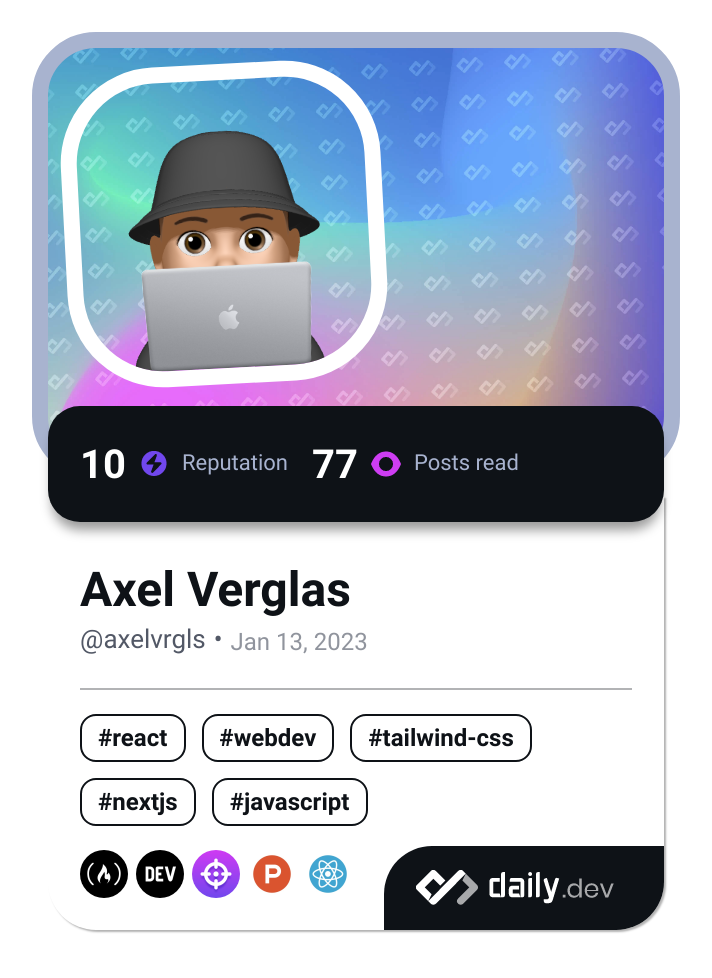 10 Reputation 77 Posts read
Axel Verglas
@axelvrgls • Jan 13, 2023
#react #webdev #tailwind-css
#nextjs #javascript
DEV P daily.dev